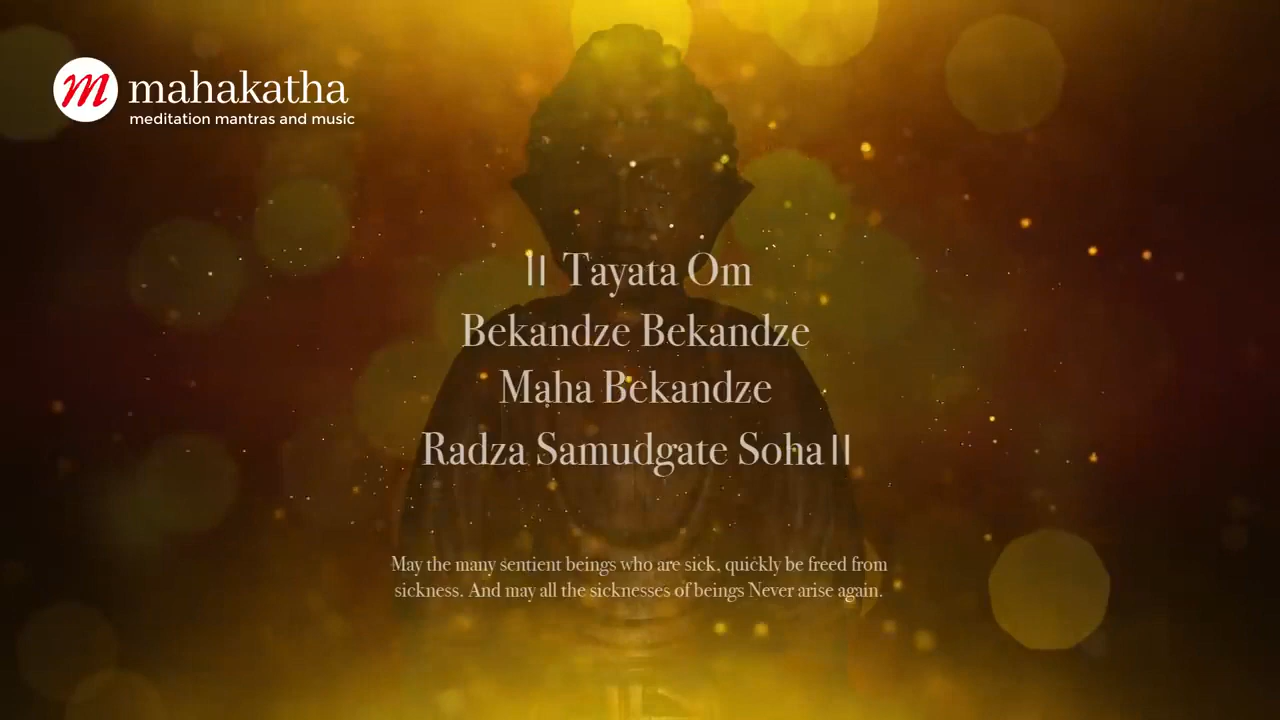 mahakatha
meditation mantras and music
|| Tayata Om
Bekandze Bekandze
Maha Bekandze
Radza Samudgate Soha ||
May the many sentient beings who are sick, quickly be freed from
sickness. And may all the sicknesses of beings Never arise again.